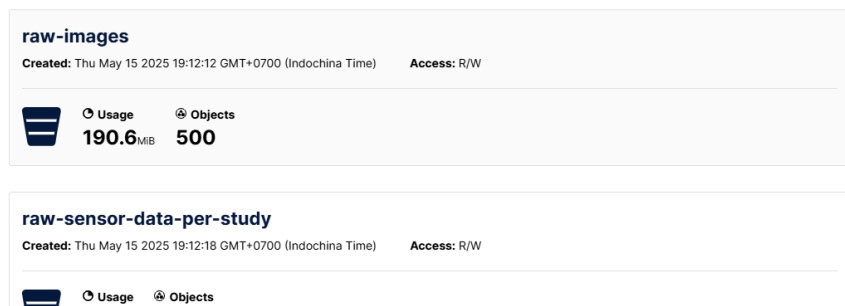 raw-images
Created: Thu May 15 2025 19:12:12 GMT+0700 (Indochina Time) Access: R/W
Usage Objects
190.6MiB 500
raw-sensor-data-per-study
Created: Thu May 15 2025 19:12:18 GMT+0700 (Indochina Time) Access: R/W
Usage Objects